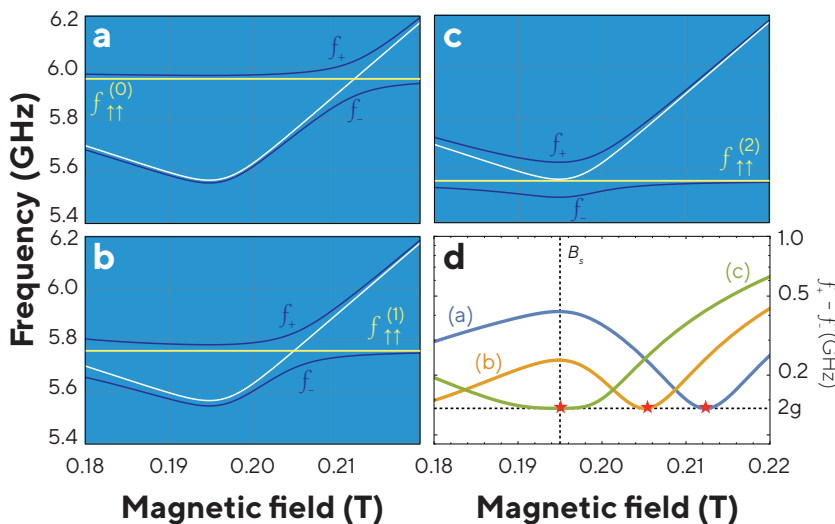 Frequency (GHz)
6.2
6.0
5.8
5.6
5.4
a
f₊
f↑↑⁽⁰⁾
f₋
c
f₊
f↑↑⁽²⁾
f₋
6.2
6.0
5.8
5.6
5.4
b
f₊
f↑↑⁽¹⁾
f₋
0.18 0.19 0.20 0.21
Magnetic field (T)
d
Bₛ
(a)
(b)
(c)
1.0
0.5
0.2
2g
f₊ − f₋ (GHz)
0.18 0.19 0.20 0.21 0.22
Magnetic field (T)